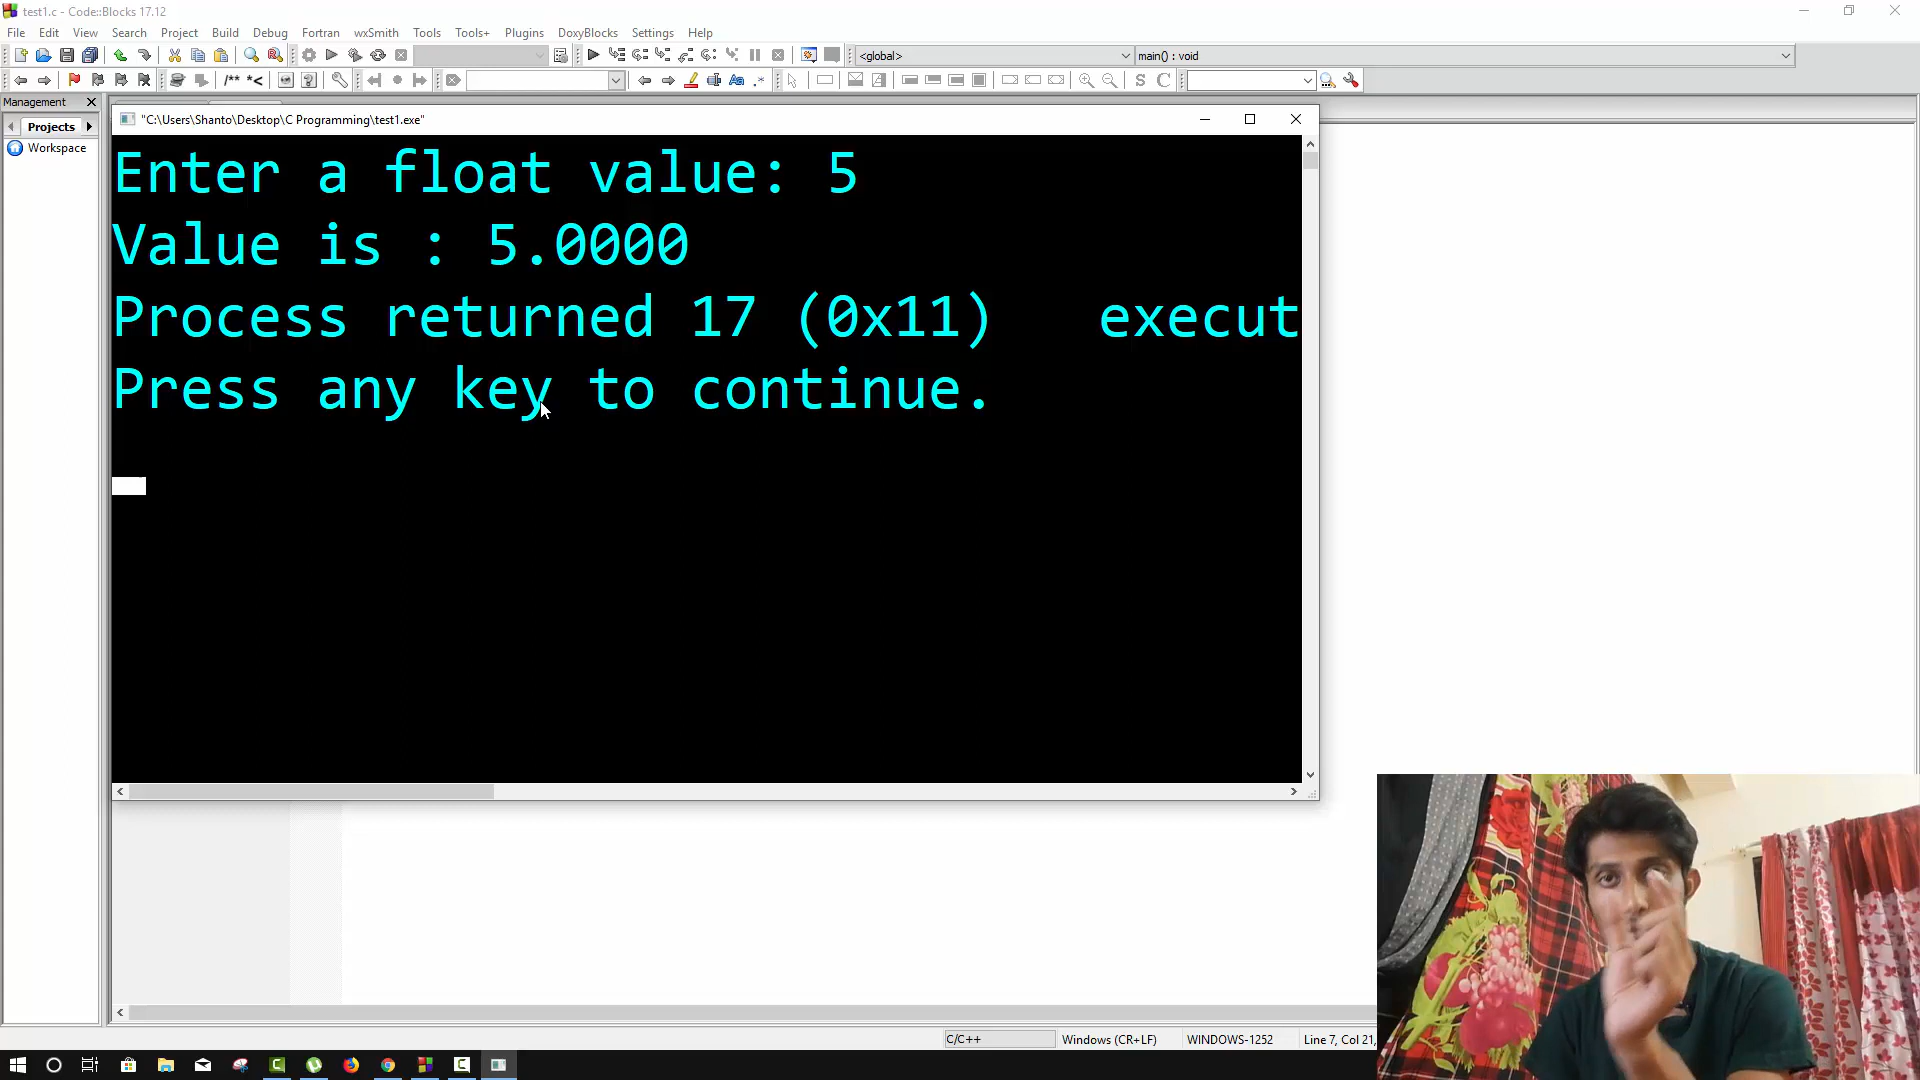 test1.c - Code::Blocks 17.12
File Edit View Search Project Build Debug Fortran wxSmith Tools Tools+ Plugins DoxyBlocks Settings Help
<global> main() : void
/** *<
S C
Management
Projects
Workspace
"C:\Users\Shanto\Desktop\C Programming\test1.exe"
Enter a float value: 5
Value is : 5.0000
Process returned 17 (0x11) execut
Press any key to continue.
C/C++ Windows (CR+LF) WINDOWS-1252 Line 7, Col 21,